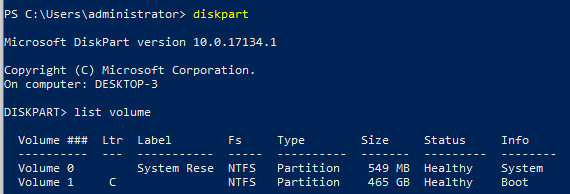 PS C:\Users\administrator> diskpart
Microsoft DiskPart version 10.0.17134.1
Copyright (C) Microsoft Corporation.
On computer: DESKTOP-3
DISKPART> list volume
Volume ### Ltr Label Fs Type Size Status Info
---------- --- ----------- ----- ---------- ------- --------- --------
Volume 0 System Rese NTFS Partition 549 MB Healthy System
Volume 1 C NTFS Partition 465 GB Healthy Boot